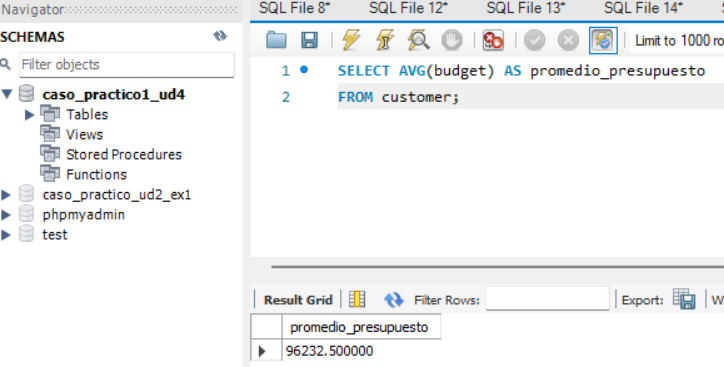 Navigator
SQL File 8* SQL File 12* SQL File 13* SQL File 14*
SCHEMAS
Limit to 1000 ro
Filter objects
1 SELECT AVG(budget) AS promedio_presupuesto
2 FROM customer;
caso_practico1_ud4
Tables
Views
Stored Procedures
Functions
caso_practico_ud2_ex1
phpmyadmin
test
Result Grid Filter Rows: Export: W
promedio_presupuesto
96232.500000